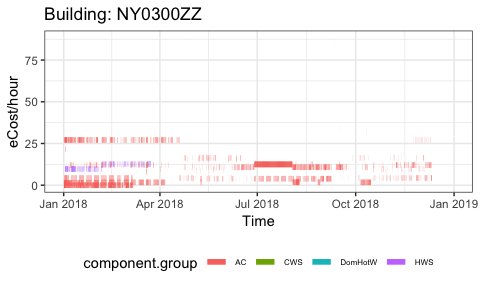 Building: NY0300ZZ
eCost/hour
75
50
25
0
Jan 2018
Apr 2018
Jul 2018
Oct 2018
Jan 2019
Time
component.group
AC
CWS
DomHotW
HWS